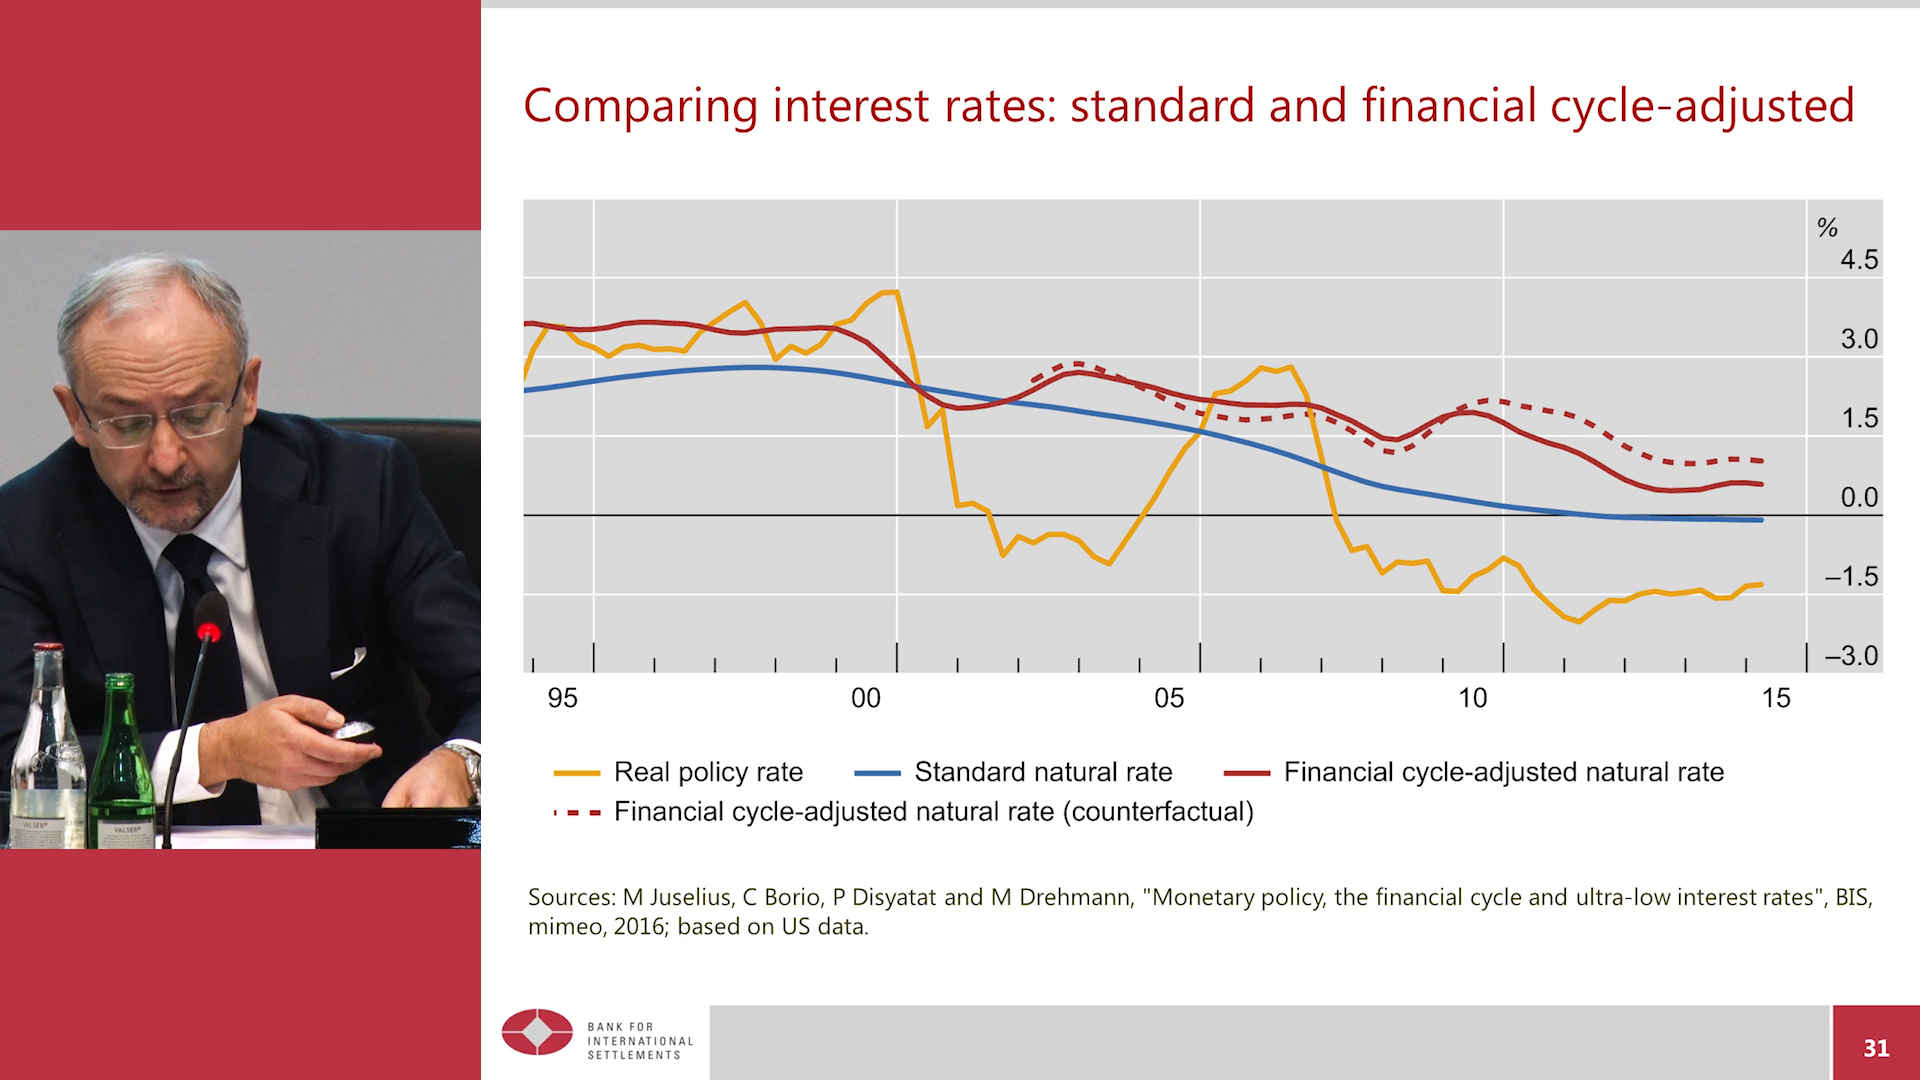 Comparing interest rates: standard and financial cycle-adjusted
%
4.5
3.0
1.5
0.0
–1.5
–3.0
95 00 05 10 15
Real policy rate Standard natural rate Financial cycle-adjusted natural rate
Financial cycle-adjusted natural rate (counterfactual)
Sources: M Juselius, C Borio, P Disyatat and M Drehmann, "Monetary policy, the financial cycle and ultra-low interest rates", BIS,
mimeo, 2016; based on US data.
BANK FOR
INTERNATIONAL
SETTLEMENTS
31
VALSER®
VALSER®